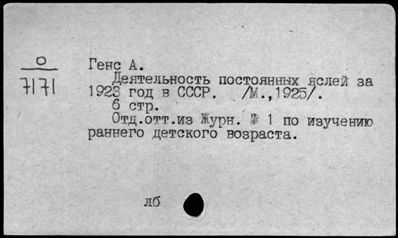 О
7171
Генс А.
Деятельность постоянных яслей за
1923 год в СССР. /М.,1925/.
6 стр.
Отд.отт.из Журн. № 1 по изучению
раннего детского возраста.
лб